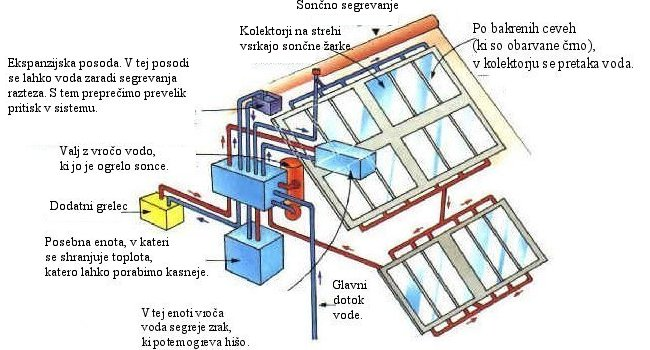 Sončno segrevanje
Kolektorji na strehi
vsrkajo sončne žarke.
Po bakrenih ceveh
(ki so obarvane črno),
v kolektorju se pretaka voda.
Ekspanzijska posoda. V tej posodi
se lahko voda zaradi segrevanja
razteza. S tem preprečimo prevelik
pritisk v sistemu.
Valj z vročo vodo,
ki jo je ogrelo sonce.
Dodatni grelec
Posebna enota, v kateri
se shranjuje toplota,
katero lahko porabimo kasneje.
Glavni
dotok
vode.
V tej enoti vroča
voda segreje zrak,
ki potem ogreva hišo.